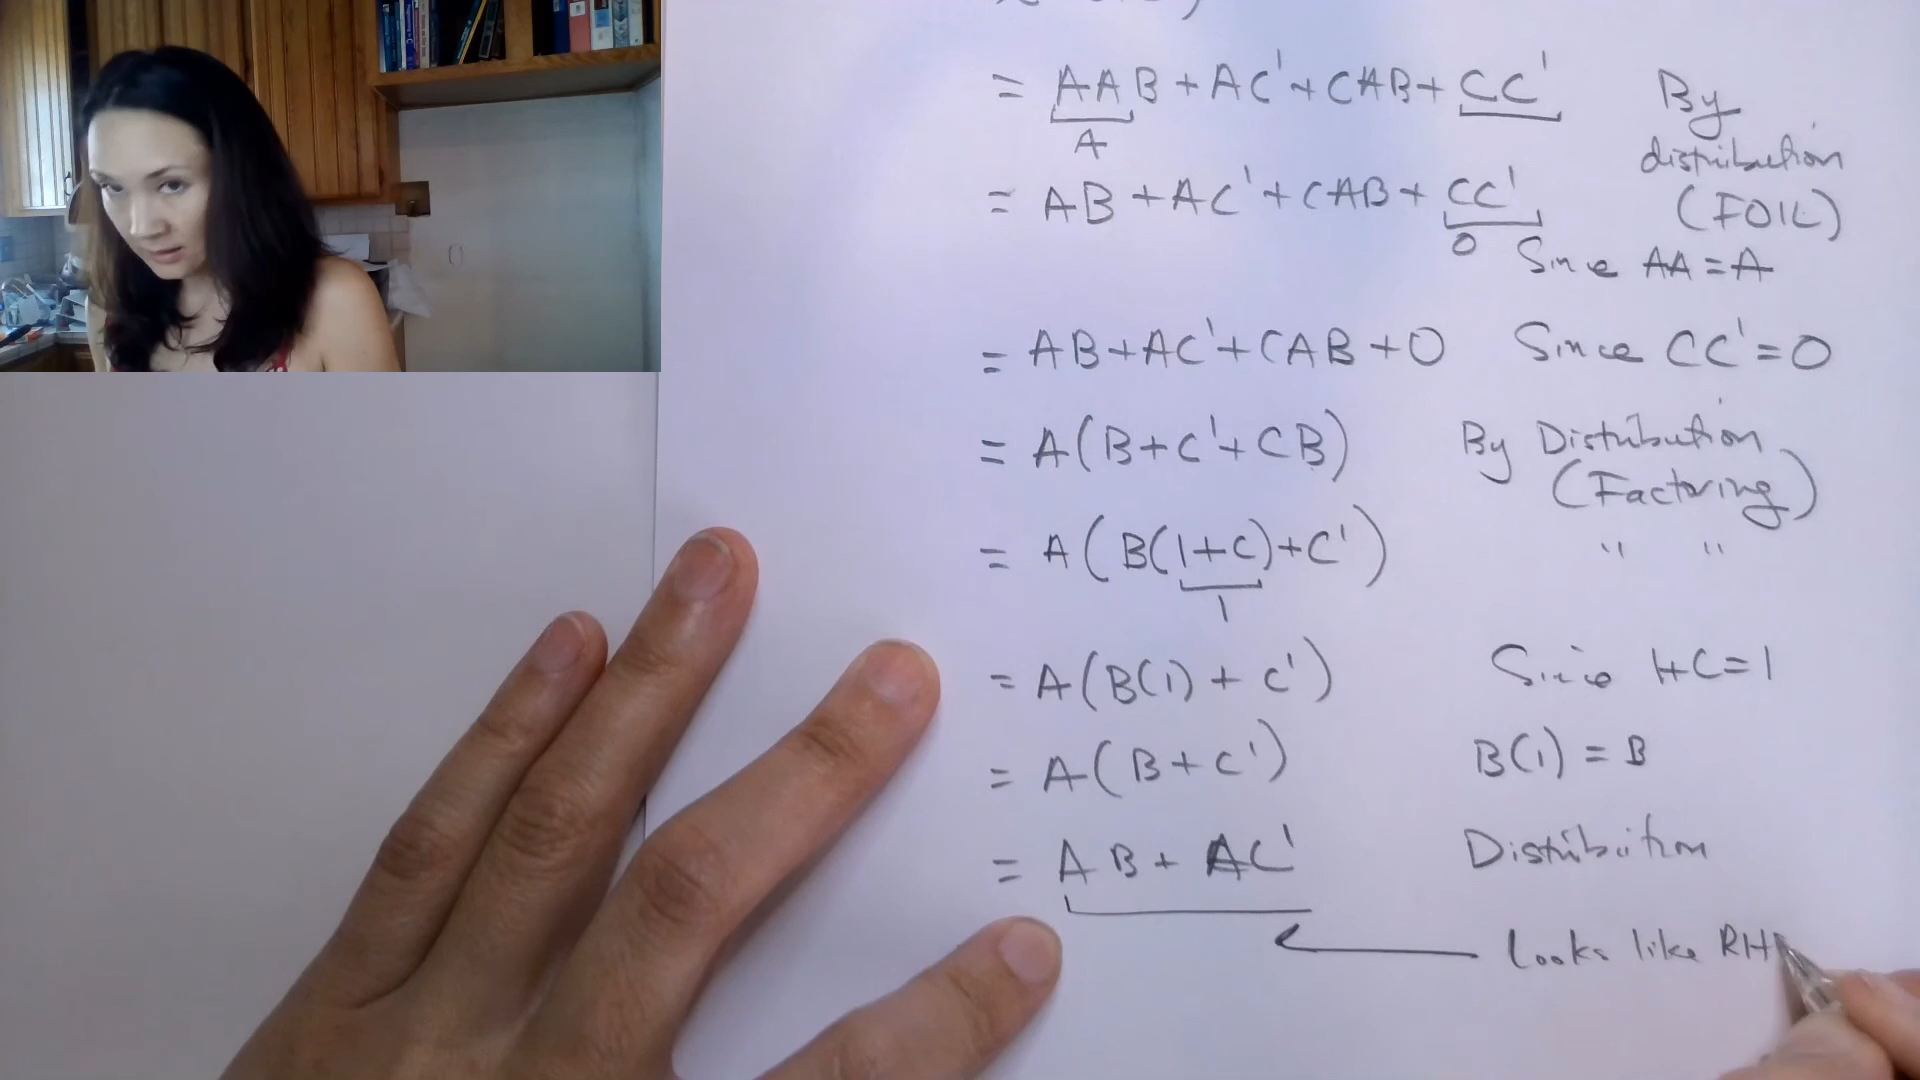 = AAB + AC' + CAB + CC' By
A distribution
= AB + AC' + CAB + CC' (FOIL)
0 Since AA = A
= AB + AC' + CAB + 0 Since CC' = 0
= A(B + C' + CB) By Distribution
(Factoring)
= A(B(1+C) + C') " "
1
= A(B(1) + C') Since 1+C = 1
= A(B + C') B(1) = B
= AB + AC' Distribution
Looks like RH